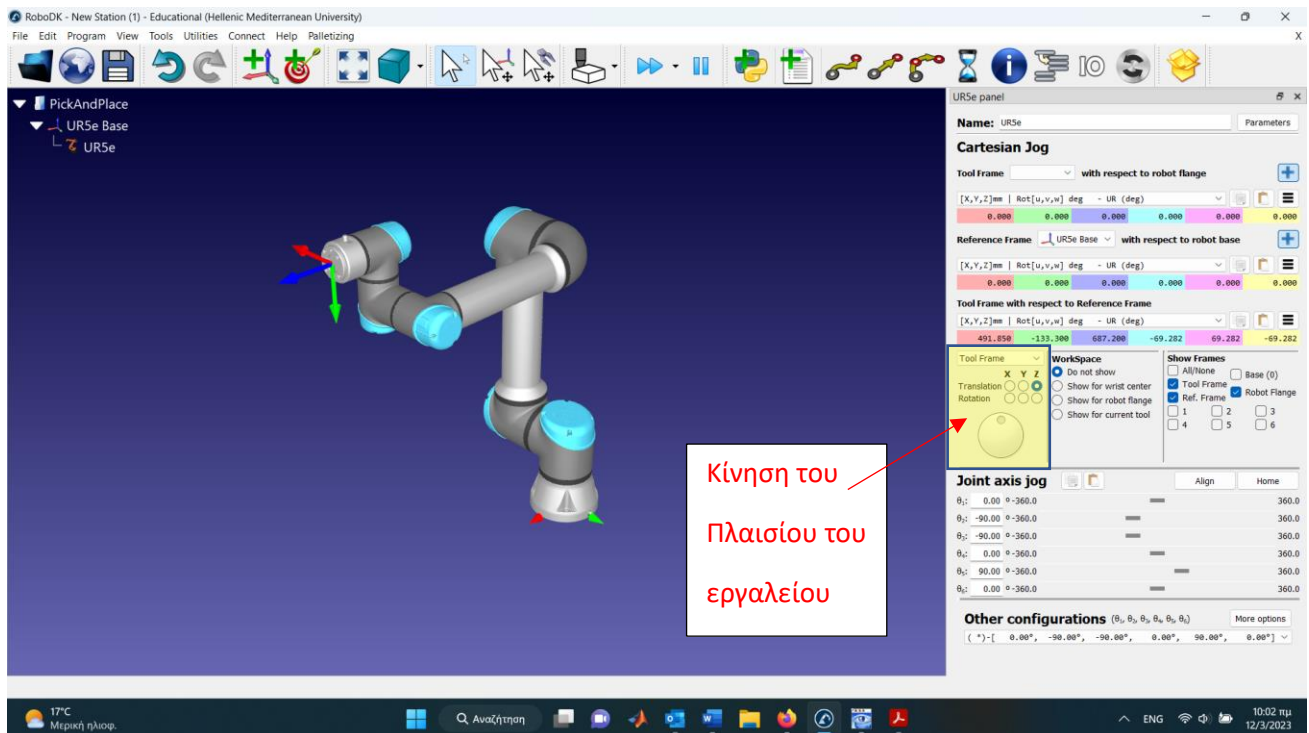 RoboDK - New Station (1) - Educational (Hellenic Mediterranean University)
File Edit Program View Tools Utilities Connect Help Palletizing X
PickAndPlace
UR5e Base
UR5e
UR5e panel
Name: UR5e Parameters
Cartesian Jog
Tool Frame with respect to robot flange
[X,Y,Z]mm | Rot[u,v,w] deg - UR (deg)
0.000 0.000 0.000 0.000 0.000 0.000
Reference Frame UR5e Base with respect to robot base
[X,Y,Z]mm | Rot[u,v,w] deg - UR (deg)
0.000 0.000 0.000 0.000 0.000 0.000
Tool Frame with respect to Reference Frame
[X,Y,Z]mm | Rot[u,v,w] deg - UR (deg)
491.850 -133.300 687.200 -69.282 69.282 -69.282
Tool Frame
X Y Z
Translation
Rotation
WorkSpace
Do not show
Show for wrist center
Show for robot flange
Show for current tool
Show Frames
All/None Base (0)
Tool Frame Robot Flange
Ref. Frame
1 2 3
4 5 6
Κίνηση του
Πλαισίου του
εργαλείου
Joint axis jog Align Home
θ₁: 0.00 º -360.0 360.0
θ₂: -90.00 º -360.0 360.0
θ₃: -90.00 º -360.0 360.0
θ₄: 0.00 º -360.0 360.0
θ₅: 90.00 º -360.0 360.0
θ₆: 0.00 º -360.0 360.0
Other configurations (θ₁, θ₂, θ₃, θ₄, θ₅, θ₆) More options
( *)-[ 0.00°, -90.00°, -90.00°, 0.00°, 90.00°, 0.00°]
17°C
Μερική ηλιοφ.
Αναζήτηση
ENG
10:02 πμ
12/3/2023